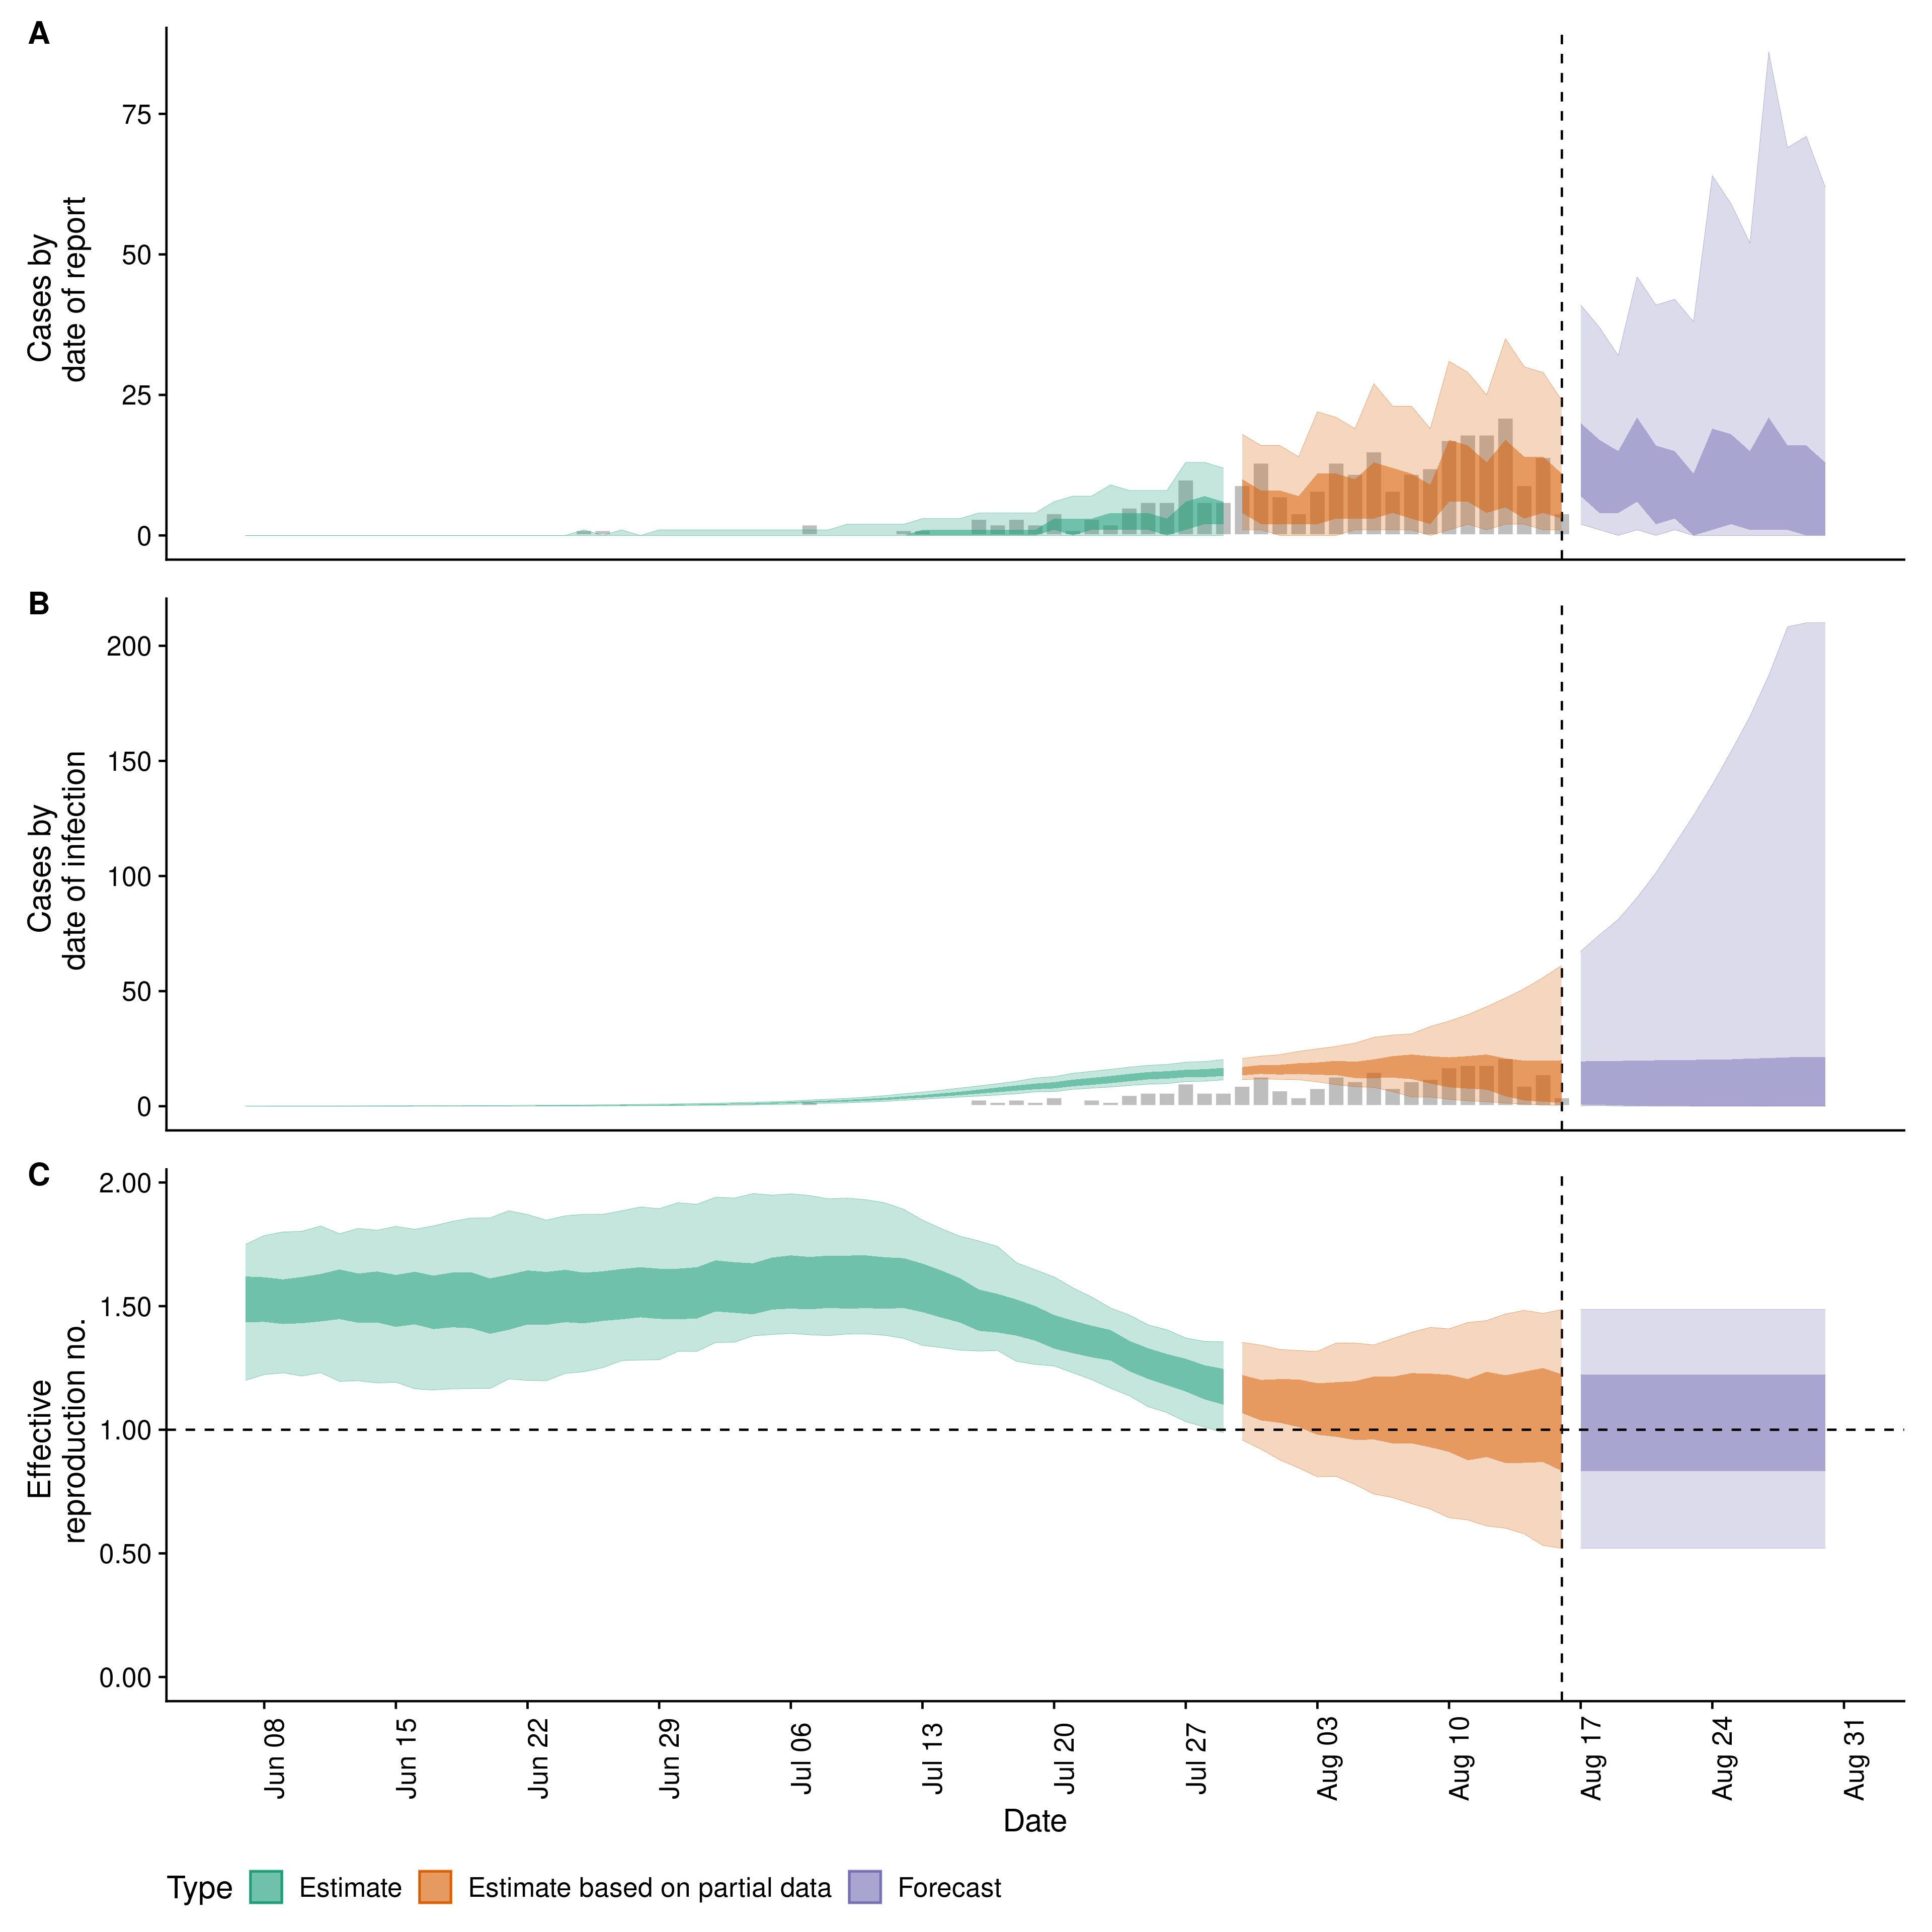 A
Cases by
date of report
75
50
25
0
B
Cases by
date of infection
200
150
100
50
0
C
Effective
reproduction no.
2.00
1.50
1.00
0.50
0.00
Jun 08
Jun 15
Jun 22
Jun 29
Jul 06
Jul 13
Jul 20
Jul 27
Aug 03
Aug 10
Aug 17
Aug 24
Aug 31
Date
Type Estimate Estimate based on partial data Forecast